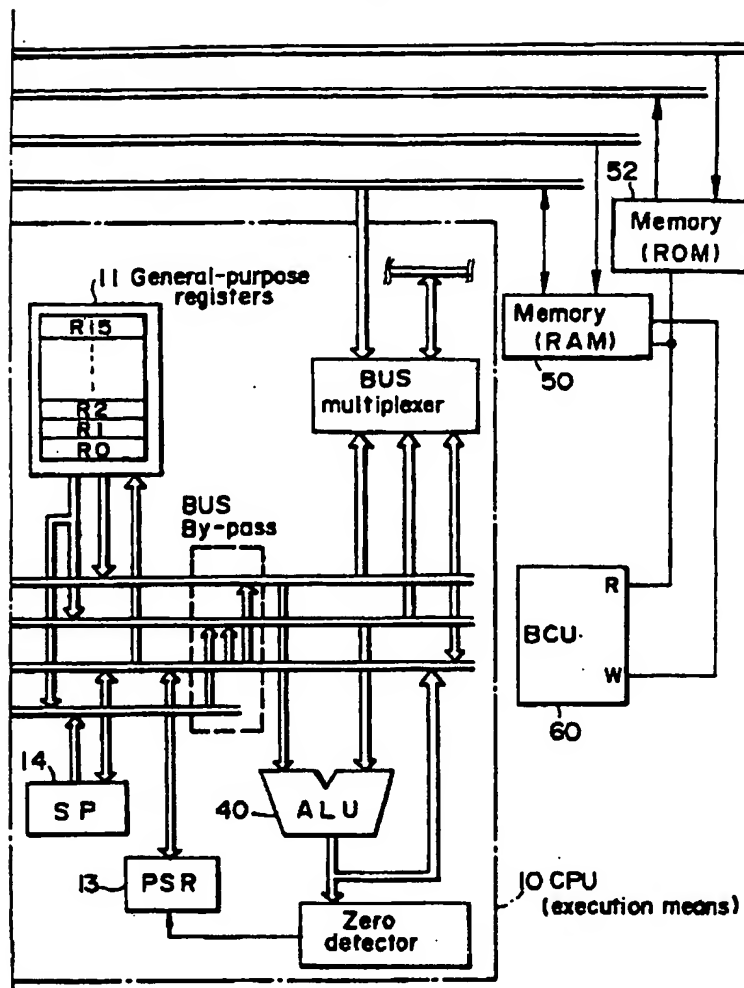 52
Memory
(ROM)
11 General-purpose
registers
R15
R2
R1
R0
Memory
(RAM)
50
BUS
multiplexer
BUS
By-pass
R
BCU
W
60
14
SP
40
ALU
13
PSR
10 CPU
(execution means)
Zero
detector